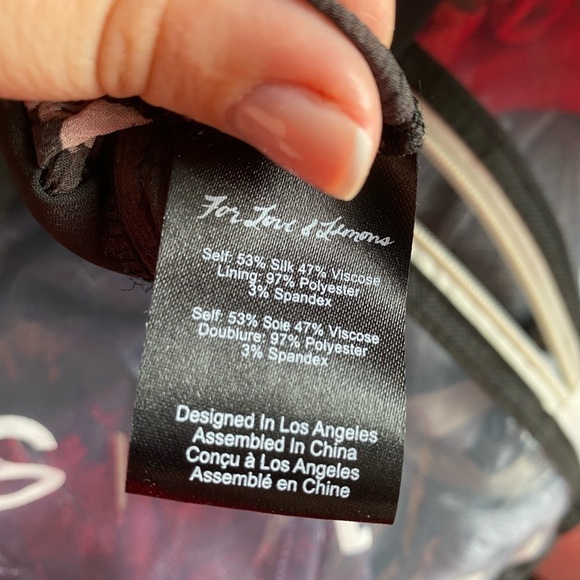 For Love & Lemons
Self: 53% Silk 47% Viscose
Lining: 97% Polyester
3% Spandex
Self: 53% Soie 47% Viscose
Doublure: 97% Polyester
3% Spandex
Designed In Los Angeles
Assembled In China
Conçu à Los Angeles
Assemblé en Chine